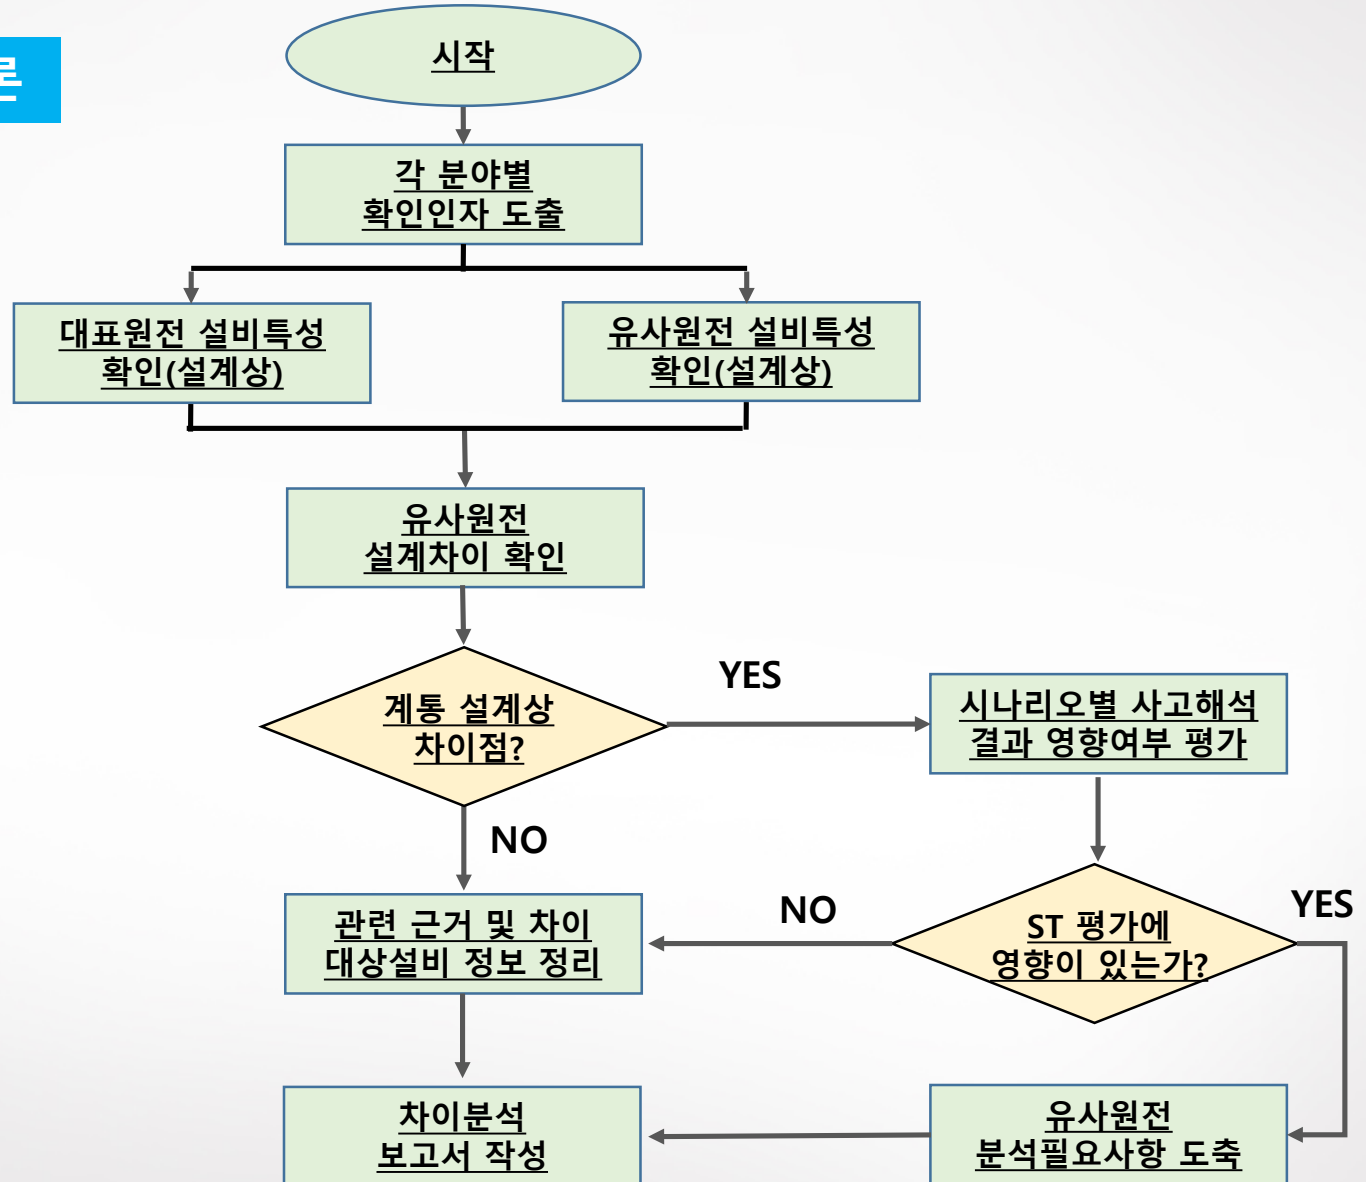 론
시작
각 분야별
확인인자 도출
대표원전 설비특성
확인(설계상)
유사원전 설비특성
확인(설계상)
유사원전
설계차이 확인
계통 설계상
차이점?
YES
시나리오별 사고해석
결과 영향여부 평가
NO
관련 근거 및 차이
대상설비 정보 정리
NO
ST 평가에
영향이 있는가?
YES
차이분석
보고서 작성
유사원전
분석필요사항 도축